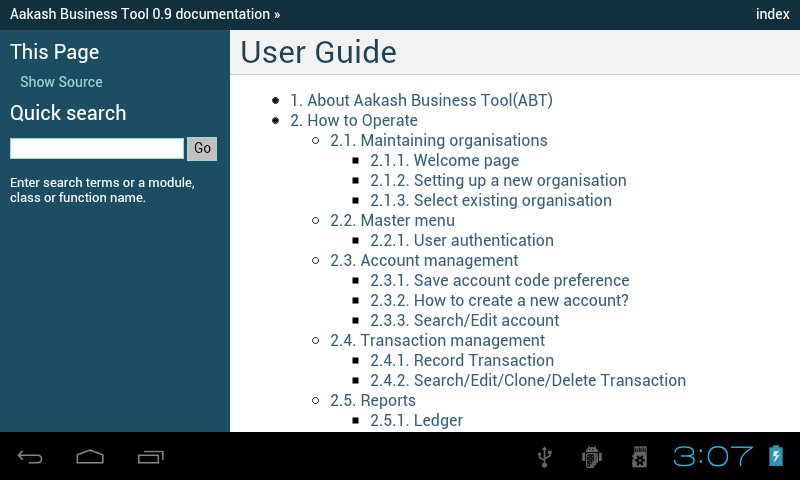 Aakash Business Tool 0.9 documentation »
index
This Page
Show Source
Quick search
Go
Enter search terms or a module,
class or function name.
User Guide
1. About Aakash Business Tool(ABT)
2. How to Operate
2.1. Maintaining organisations
2.1.1. Welcome page
2.1.2. Setting up a new organisation
2.1.3. Select existing organisation
2.2. Master menu
2.2.1. User authentication
2.3. Account management
2.3.1. Save account code preference
2.3.2. How to create a new account?
2.3.3. Search/Edit account
2.4. Transaction management
2.4.1. Record Transaction
2.4.2. Search/Edit/Clone/Delete Transaction
2.5. Reports
2.5.1. Ledger
3:07